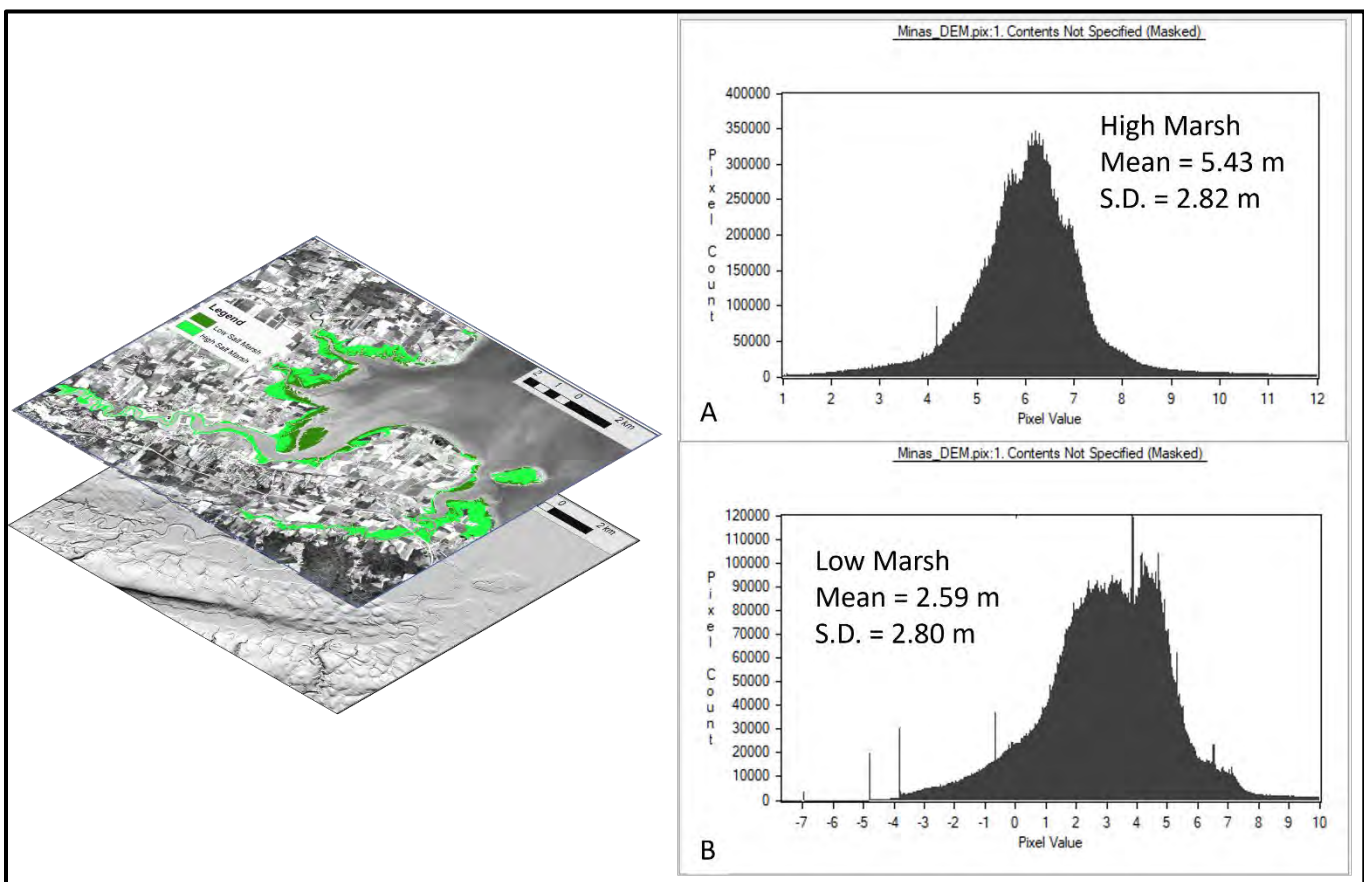 Legend
Low Salt Marsh
High Salt Marsh
2 1 0 2 km
0 2 km
Minas_DEM.pix:1. Contents Not Specified (Masked)
400000
350000
300000
250000
200000
150000
100000
50000
0
Pixel Count
High Marsh
Mean = 5.43 m
S.D. = 2.82 m
1 2 3 4 5 6 7 8 9 10 11 12
Pixel Value
A
Minas_DEM.pix:1. Contents Not Specified (Masked)
120000
110000
100000
90000
80000
70000
60000
50000
40000
30000
20000
10000
0
Pixel Count
Low Marsh
Mean = 2.59 m
S.D. = 2.80 m
-7 -6 -5 -4 -3 -2 -1 0 1 2 3 4 5 6 7 8 9 10
Pixel Value
B